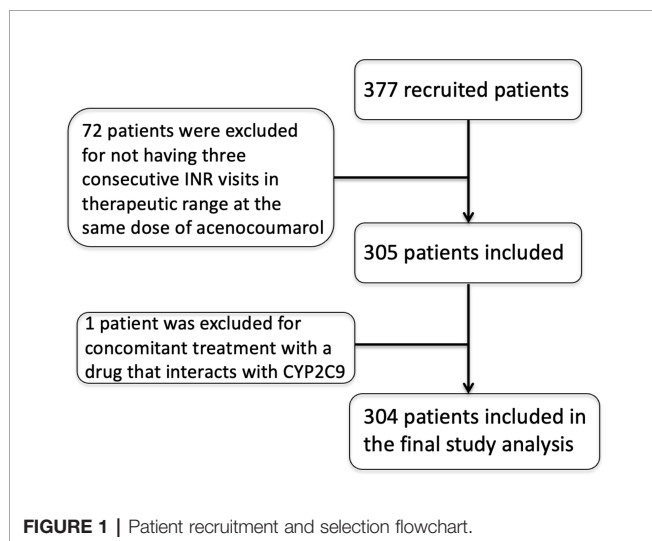 377 recruited patients
72 patients were excluded
for not having three
consecutive INR visits in
therapeutic range at the
same dose of acenocoumarol
305 patients included
1 patient was excluded for
concomitant treatment with a
drug that interacts with CYP2C9
304 patients included in
the final study analysis
FIGURE 1 | Patient recruitment and selection flowchart.